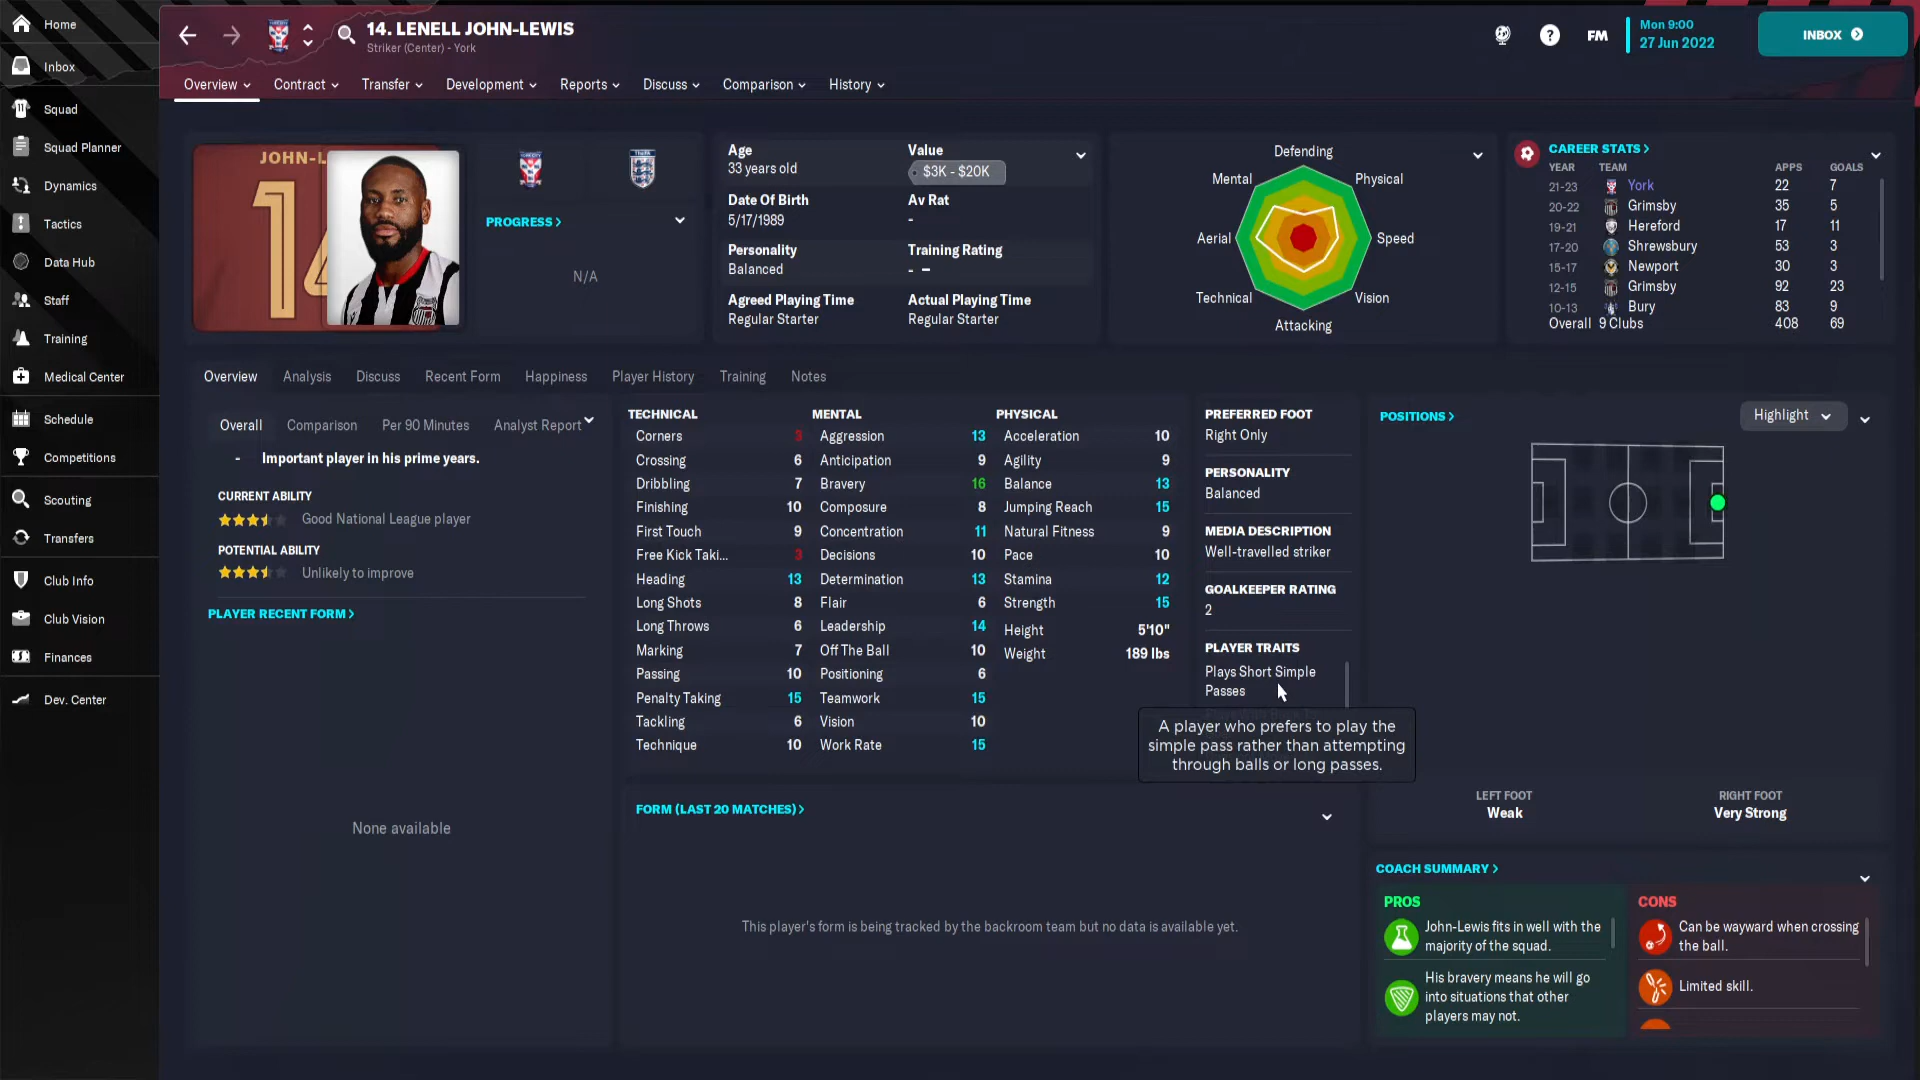 Home
Inbox
Squad
Squad Planner
Dynamics
Tactics
Data Hub
Staff
Training
Medical Center
Schedule
Competitions
Scouting
Transfers
Club Info
Club Vision
Finances
Dev. Center
14. LENELL JOHN-LEWIS
Striker (Center) - York
FM
Mon 9:00
27 Jun 2022
INBOX
Overview Contract Transfer Development Reports Discuss Comparison History
JOHN-L
14
PROGRESS >
N/A
Age
33 years old
Value
$3K - $20K
Date Of Birth
5/17/1989
Av Rat
-
Personality
Balanced
Training Rating
- -
Agreed Playing Time
Regular Starter
Actual Playing Time
Regular Starter
Defending
Mental Physical
Aerial Speed
Technical Vision
Attacking
CAREER STATS >
YEAR TEAM APPS GOALS
21-23 York 22 7
20-22 Grimsby 35 5
19-21 Hereford 17 11
17-20 Shrewsbury 53 3
15-17 Newport 30 3
12-15 Grimsby 92 23
10-13 Bury 83 9
Overall 9 Clubs 408 69
Overview Analysis Discuss Recent Form Happiness Player History Training Notes
Overall Comparison Per 90 Minutes Analyst Report
- Important player in his prime years.
CURRENT ABILITY
Good National League player
POTENTIAL ABILITY
Unlikely to improve
PLAYER RECENT FORM >
None available
TECHNICAL
Corners 3
Crossing 6
Dribbling 7
Finishing 10
First Touch 9
Free Kick Taki... 3
Heading 13
Long Shots 8
Long Throws 6
Marking 7
Passing 10
Penalty Taking 15
Tackling 6
Technique 10
MENTAL
Aggression 13
Anticipation 9
Bravery 16
Composure 8
Concentration 11
Decisions 10
Determination 13
Flair 6
Leadership 14
Off The Ball 10
Positioning 6
Teamwork 15
Vision 10
Work Rate 15
PHYSICAL
Acceleration 10
Agility 9
Balance 13
Jumping Reach 15
Natural Fitness 9
Pace 10
Stamina 12
Strength 15
Height 5'10"
Weight 189 lbs
PREFERRED FOOT
Right Only
PERSONALITY
Balanced
MEDIA DESCRIPTION
Well-travelled striker
GOALKEEPER RATING
2
PLAYER TRAITS
Plays Short Simple
Passes
A player who prefers to play the
simple pass rather than attempting
through balls or long passes.
FORM (LAST 20 MATCHES) >
This player's form is being tracked by the backroom team but no data is available yet.
POSITIONS >
Highlight
LEFT FOOT
Weak
RIGHT FOOT
Very Strong
COACH SUMMARY >
PROS
John-Lewis fits in well with the
majority of the squad.
His bravery means he will go
into situations that other
players may not.
CONS
Can be wayward when crossing
the ball.
Limited skill.